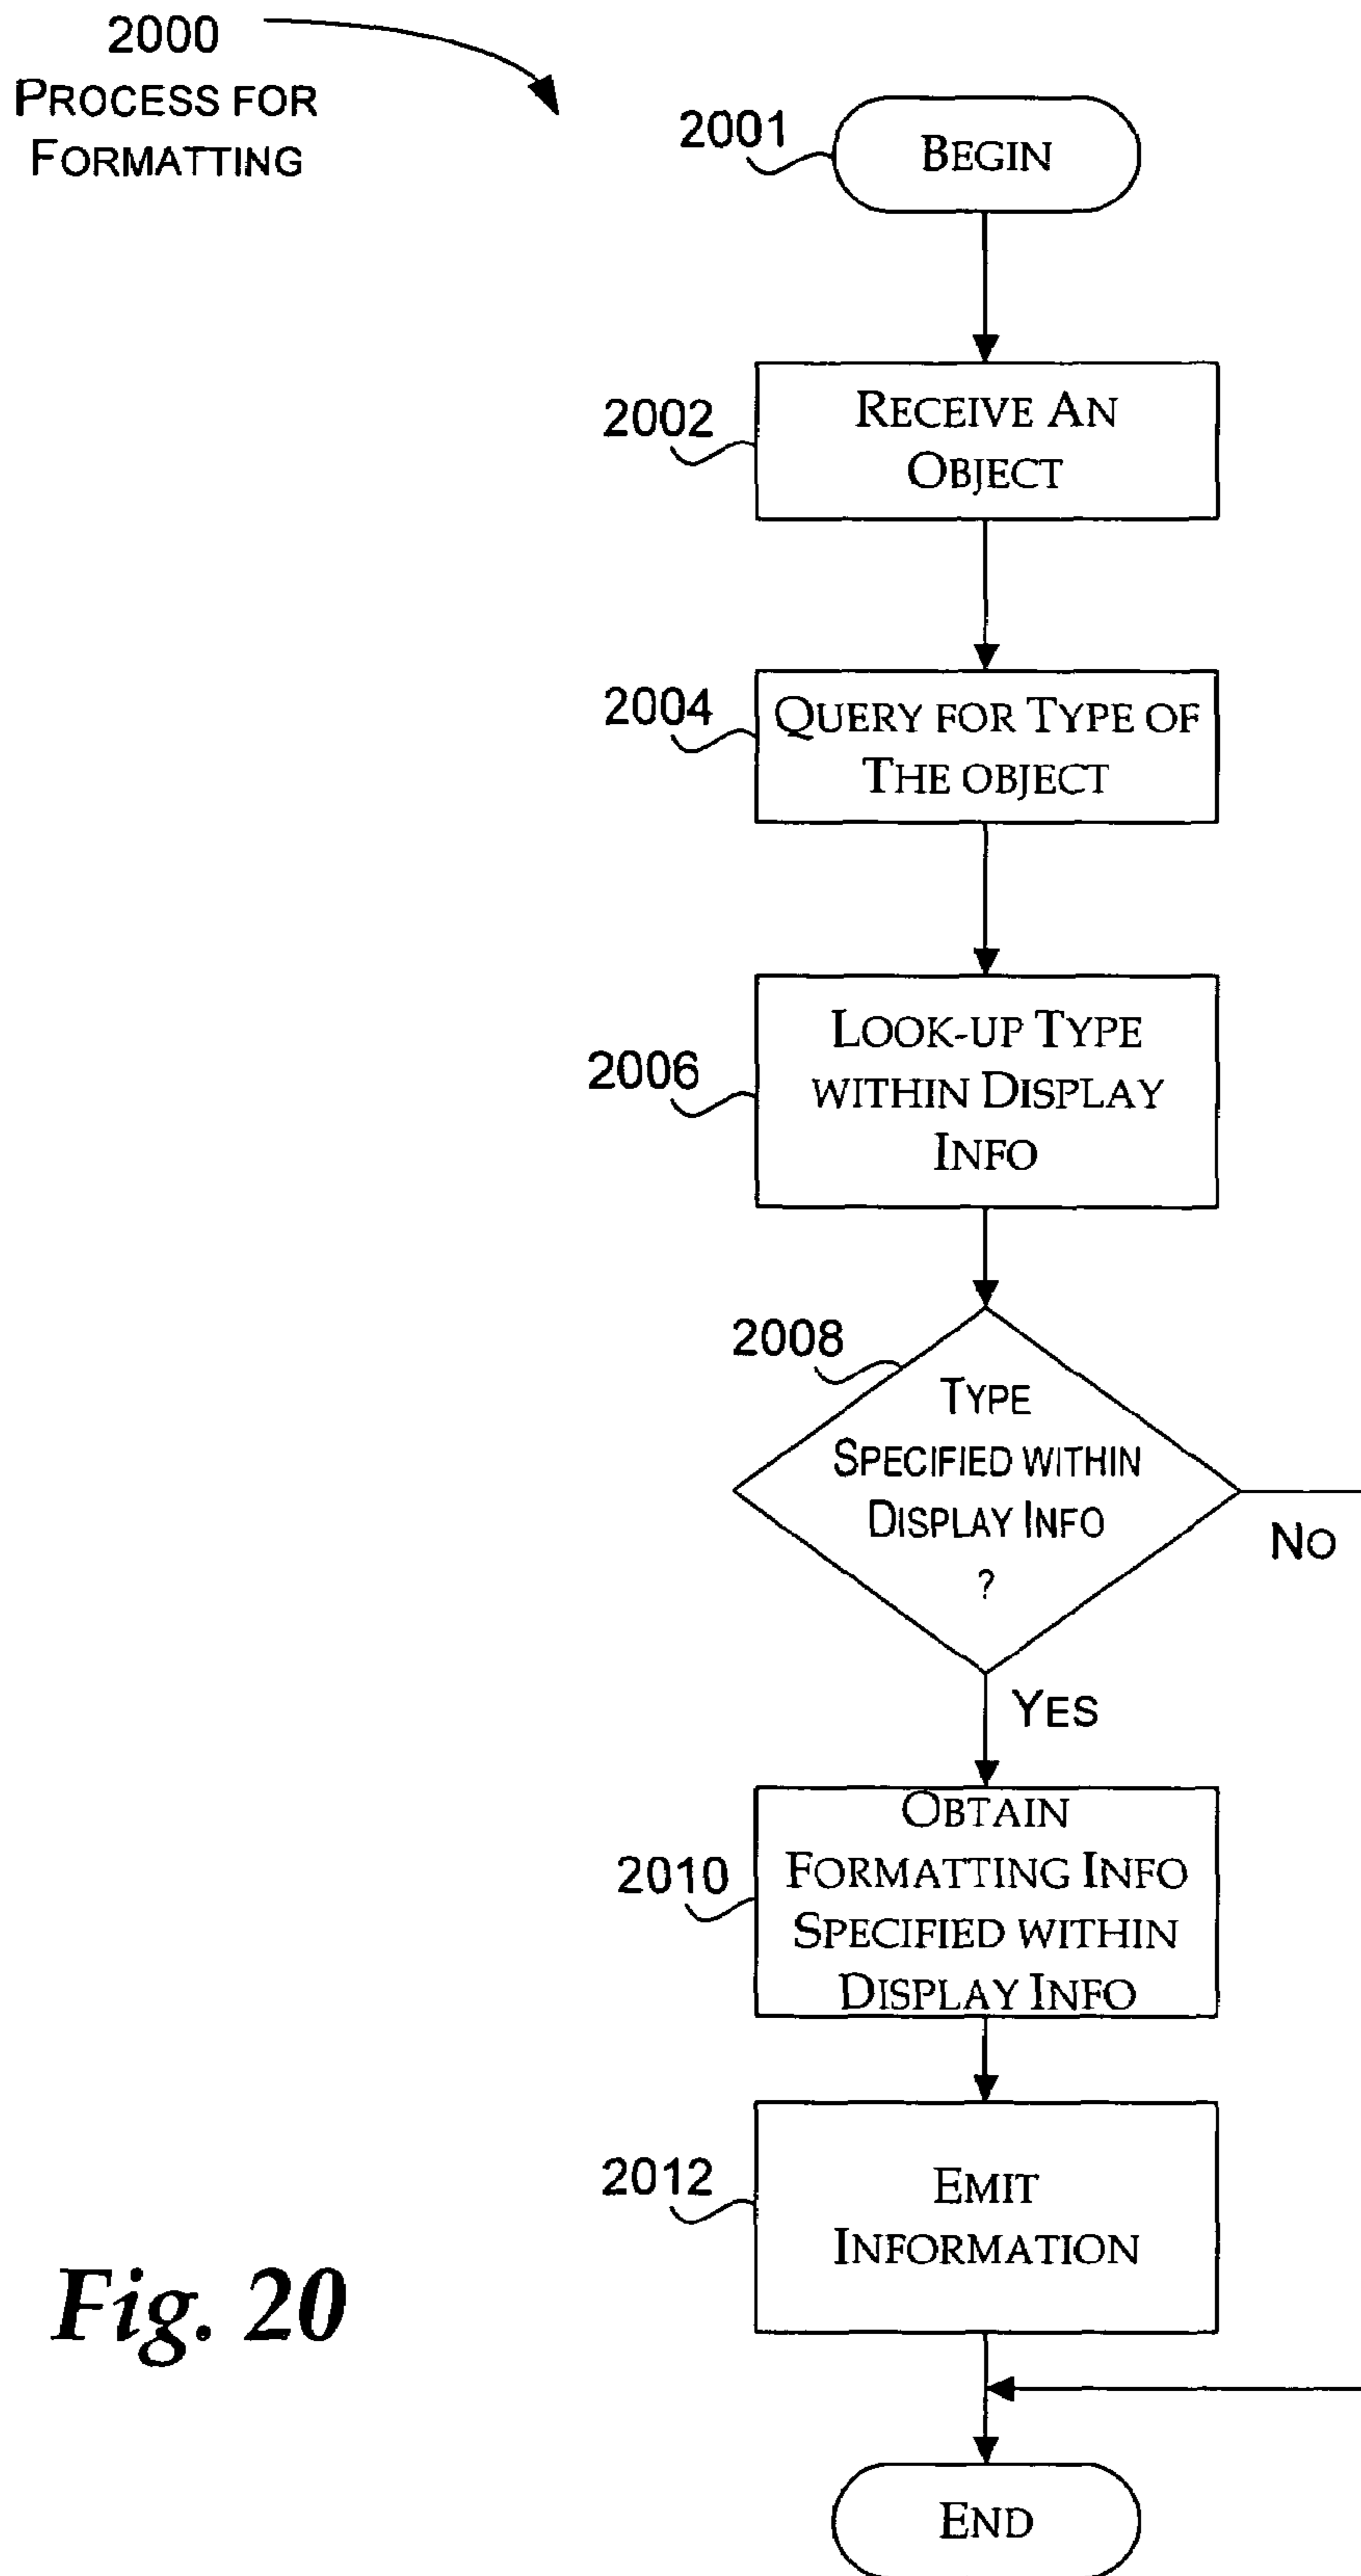 2000
PROCESS FOR
FORMATTING
2001
BEGIN
2002
RECEIVE AN
OBJECT
2004
QUERY FOR TYPE OF
THE OBJECT
2006
LOOK-UP TYPE
WITHIN DISPLAY
INFO
2008
TYPE
SPECIFIED WITHIN
DISPLAY INFO
?
NO
YES
2010
OBTAIN
FORMATTING INFO
SPECIFIED WITHIN
DISPLAY INFO
2012
EMIT
INFORMATION
Fig. 20
END